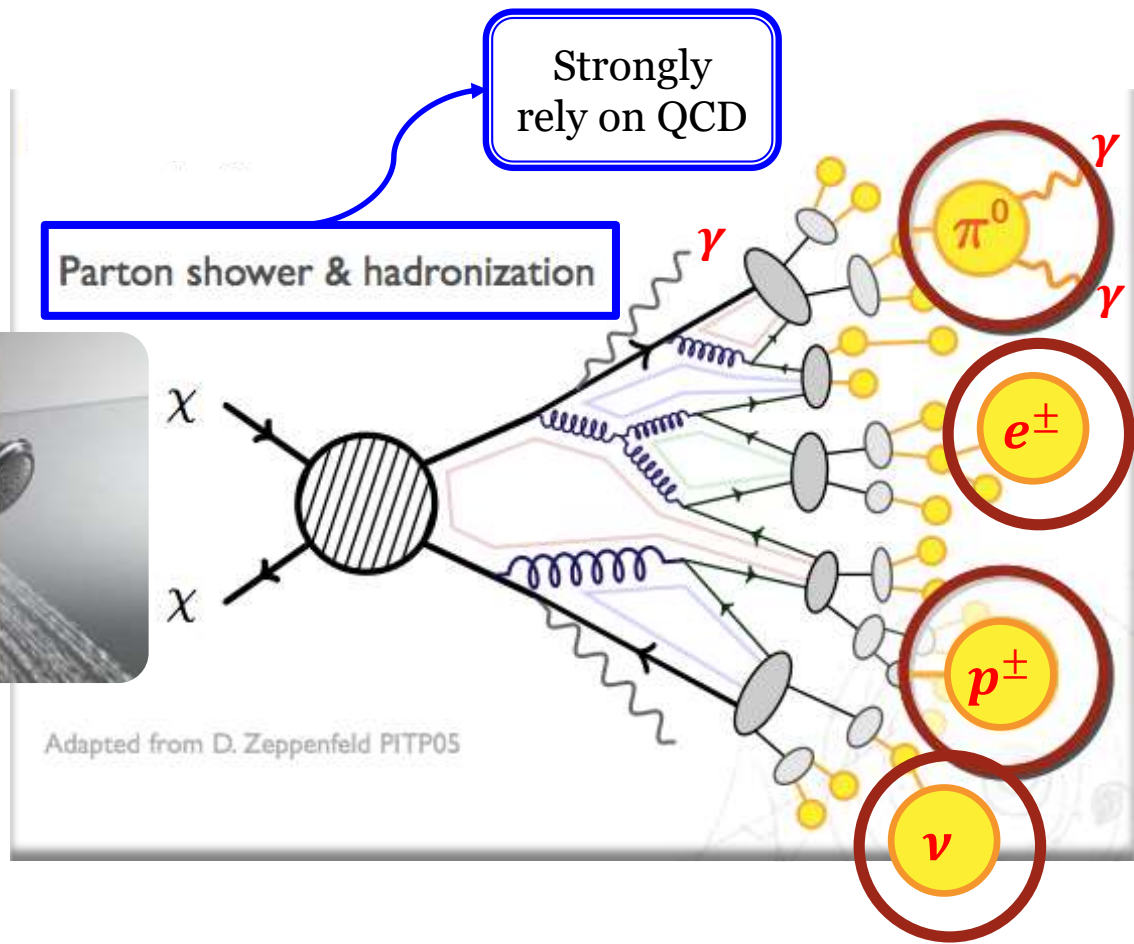 Strongly
rely on QCD
Parton shower & hadronization
γ
γ
π⁰
γ
χ
e±
χ
p±
Adapted from D. Zeppenfeld PITP05
ν